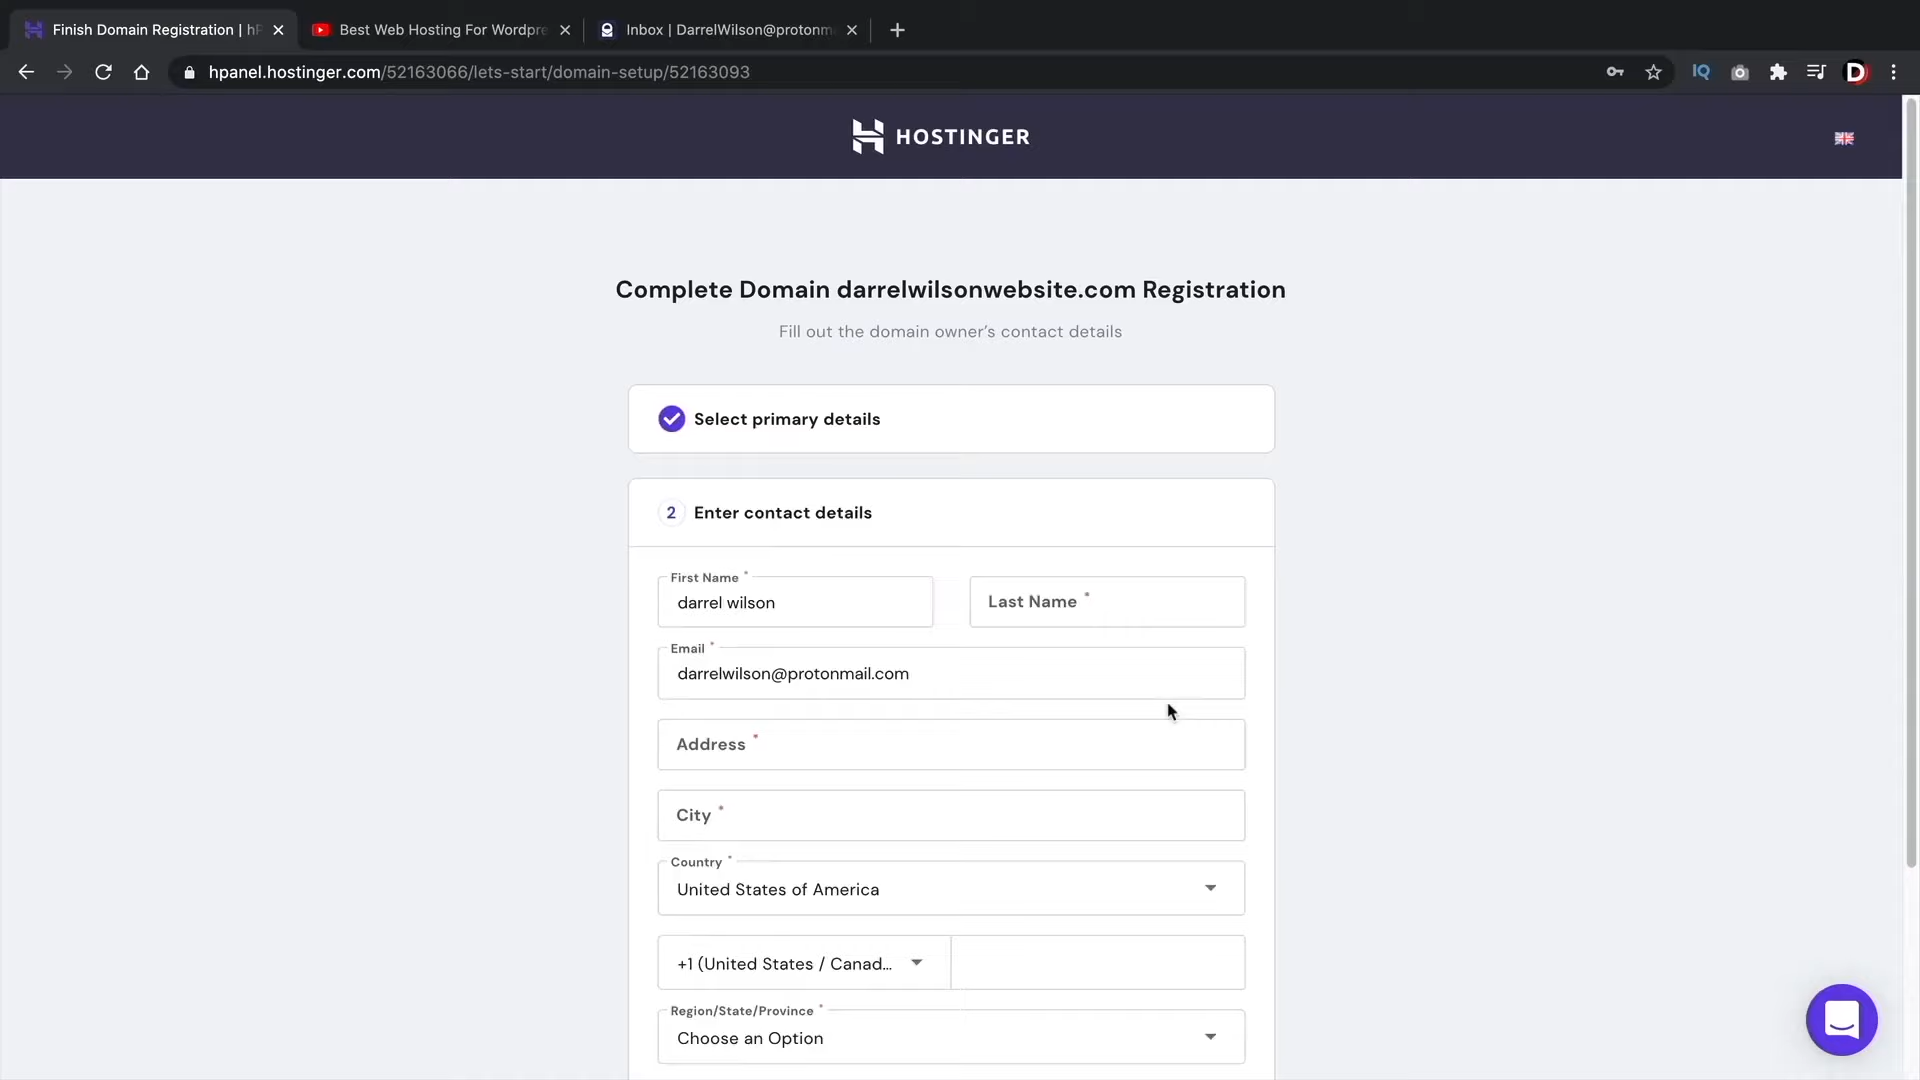 Finish Domain Registration | hP
Best Web Hosting For Wordpre
Inbox | DarrelWilson@protonm
hpanel.hostinger.com/52163066/lets-start/domain-setup/52163093
IQ
D
HOSTINGER
Complete Domain darrelwilsonwebsite.com Registration
Fill out the domain owner’s contact details
Select primary details
2 Enter contact details
First Name *
darrel wilson
Last Name *
Email *
darrelwilson@protonmail.com
Address *
City *
Country *
United States of America
+1 (United States / Canad...
Region/State/Province *
Choose an Option